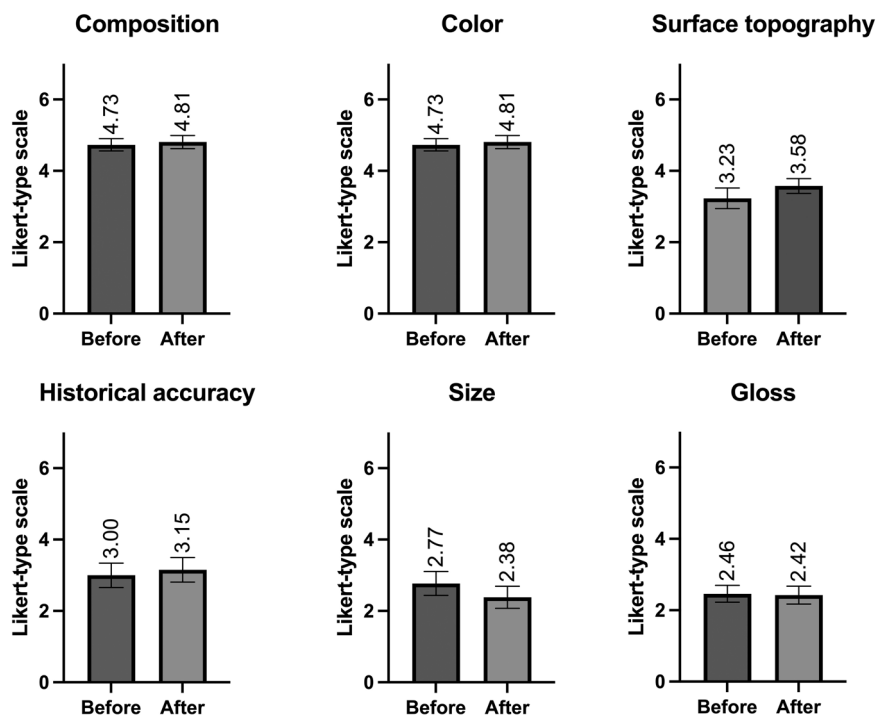 Composition
Likert-type scale
6
4
2
0
4.73
4.81
Before
After
Color
Likert-type scale
6
4
2
0
4.73
4.81
Before
After
Surface topography
Likert-type scale
6
4
2
0
3.23
3.58
Before
After
Historical accuracy
Likert-type scale
6
4
2
0
3.00
3.15
Before
After
Size
Likert-type scale
6
4
2
0
2.77
2.38
Before
After
Gloss
Likert-type scale
6
4
2
0
2.46
2.42
Before
After